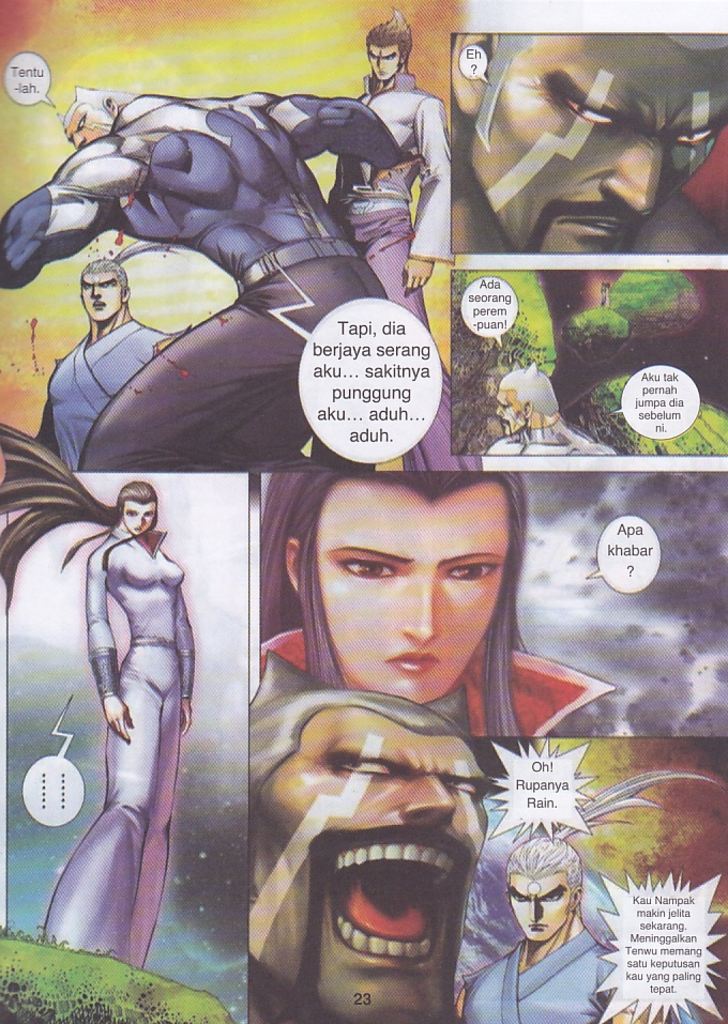 Tentu
-lah.
Tapi, dia
berjaya serang
aku... sakitnya
punggung
aku... aduh...
aduh.
Eh
?
Ada
seorang
perem
-puan!
Aku tak
pernah
jumpa dia
sebelum
ni.
......
Apa
khabar
?
Oh!
Rupanya
Rain.
Kau Nampak
makin jelita
sekarang.
Meninggalkan
Tenwu memang
satu keputusan
kau yang paling
tepat.
23